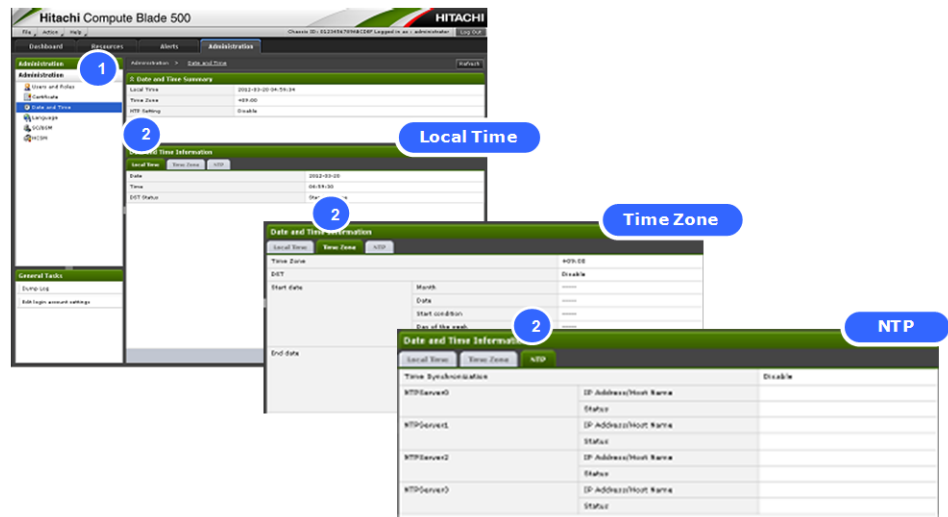 Hitachi Compute Blade 500
HITACHI
File Action Help
Chassis ID: 0123456789ABCDEF Logged in as: administrator Log Out
Dashboard Resources Alerts Administration
Administration
1
Administration > Date and Time
Refresh
Administration
Users and Roles
Certificate
Date and Time
Language
SC/BSM
HCSM
Date and Time Summary
Local Time 2012-03-20 04:59:34
Time Zone +09:00
NTP Setting Disable
2
Local Time
Date and Time Information
Local Time Time Zone NTP
Date 2012-03-20
Time 04:59:30
DST Status
General Tasks
Dump Log
Edit login account settings
2
Time Zone
Date and Time Information
Local Time Time Zone NTP
Time Zone +09:00
DST Disable
Start date Month ----
Date ----
Start condition ----
Day of the week ----
End date
2
NTP
Date and Time Informati
Local Time Time Zone NTP
Time Synchronization Disable
NTPServer0 IP Address/Host Name
Status
NTPServer1 IP Address/Host Name
Status
NTPServer2 IP Address/Host Name
Status
NTPServer3 IP Address/Host Name
Status